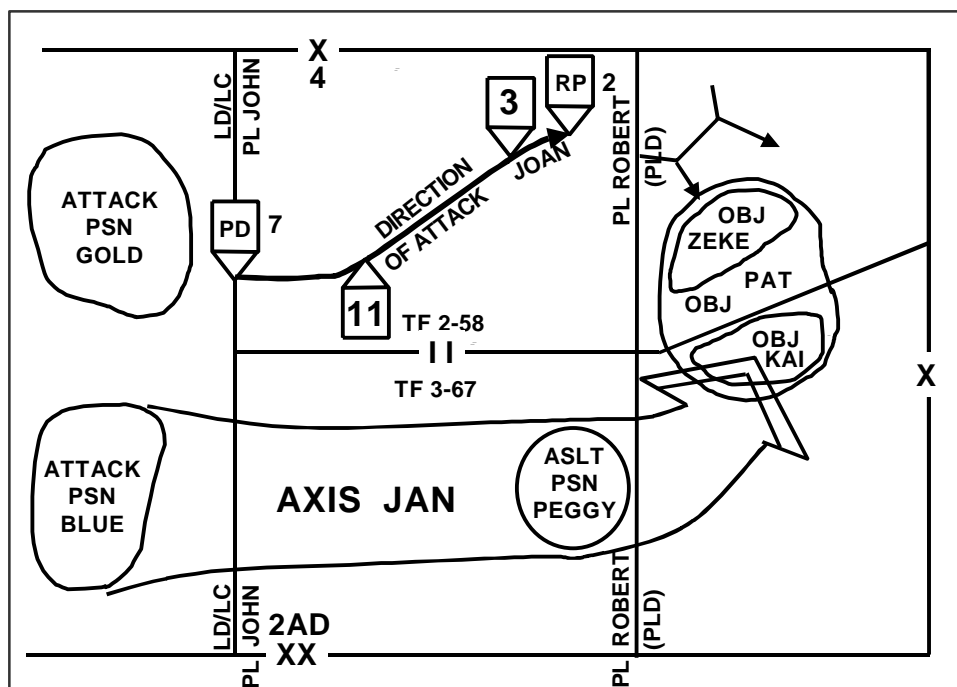 X
4
LD/LC
PL JOHN
3
RP
2
PL ROBERT
(PLD)
ATTACK
PSN
GOLD
PD
7
DIRECTION
OF ATTACK
JOAN
11
OBJ
ZEKE
PAT
OBJ
OBJ
KAI
TF 2-58
I I
TF 3-67
X
ATTACK
PSN
BLUE
AXIS JAN
ASLT
PSN
PEGGY
LD/LC
PL JOHN
2AD
XX
PL ROBERT
(PLD)